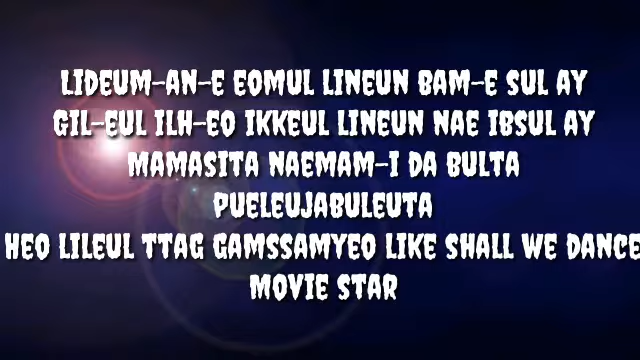 LIDEUM-AN-E EOMUL LINEUN BAM-E SUL AY
GIL-EUL ILH-EO IKKEUL LINEUN NAE IBSUL AY
MAMASITA NAEMAM-I DA BULTA
PUELEUJABULEUTA
HEO LILEUL TTAG GAMSSAMYEO LIKE SHALL WE DANCE
MOVIE STAR